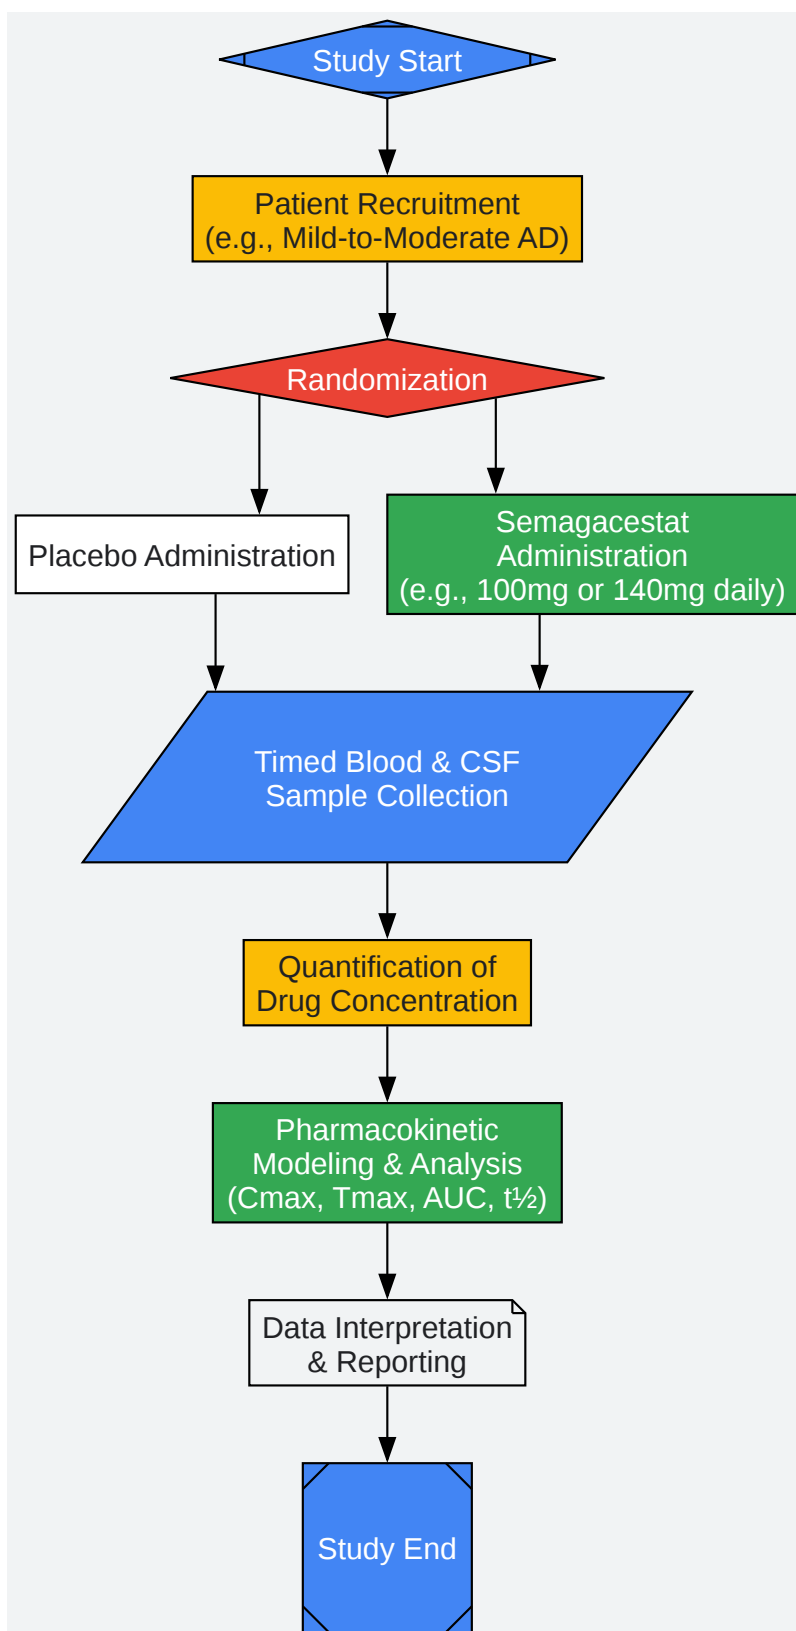 Study Start
Patient Recruitment
(e.g., Mild-to-Moderate AD)
Randomization
Placebo Administration
Semagacestat
Administration
(e.g., 100mg or 140mg daily)
Timed Blood & CSF
Sample Collection
Quantification of
Drug Concentration
Pharmacokinetic
Modeling & Analysis
(Cmax, Tmax, AUC, t½)
Data Interpretation
& Reporting
Study End